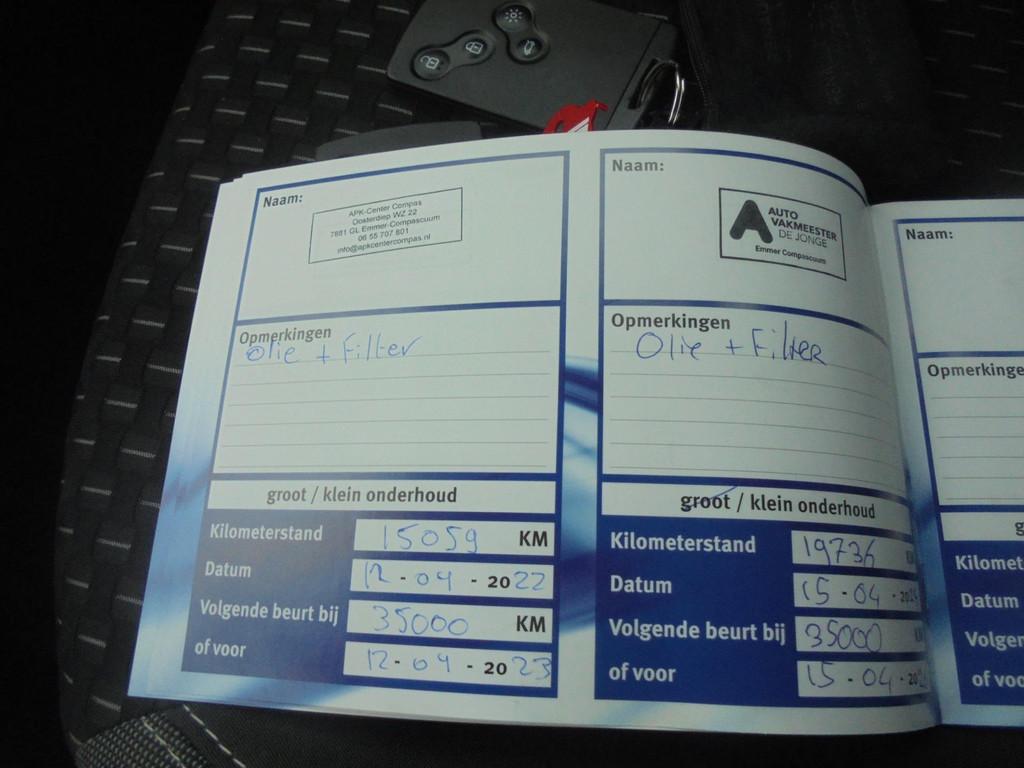 Naam:
APK-Center Compas
Oosterdiep WZ 22
7881 GL Emmer-Compascuum
06 55 707 801
info@apkcentercompas.nl
Opmerkingen
Olie + Filter
groot / klein onderhoud
Kilometerstand 15059 KM
Datum 12-04-2022
Volgende beurt bij 35000 KM
of voor 12-04-2023
Naam:
AUTO
VAKMEESTER
DE JONGE
Emmer Compascuum
Opmerkingen
Olie + Filter
groot / klein onderhoud
Kilometerstand 19736
Datum 15-04-20
Volgende beurt bij 35000
of voor 15-04-20
Naam:
Opmerkinge
g
Kilomet
Datum
Volgen
of voo